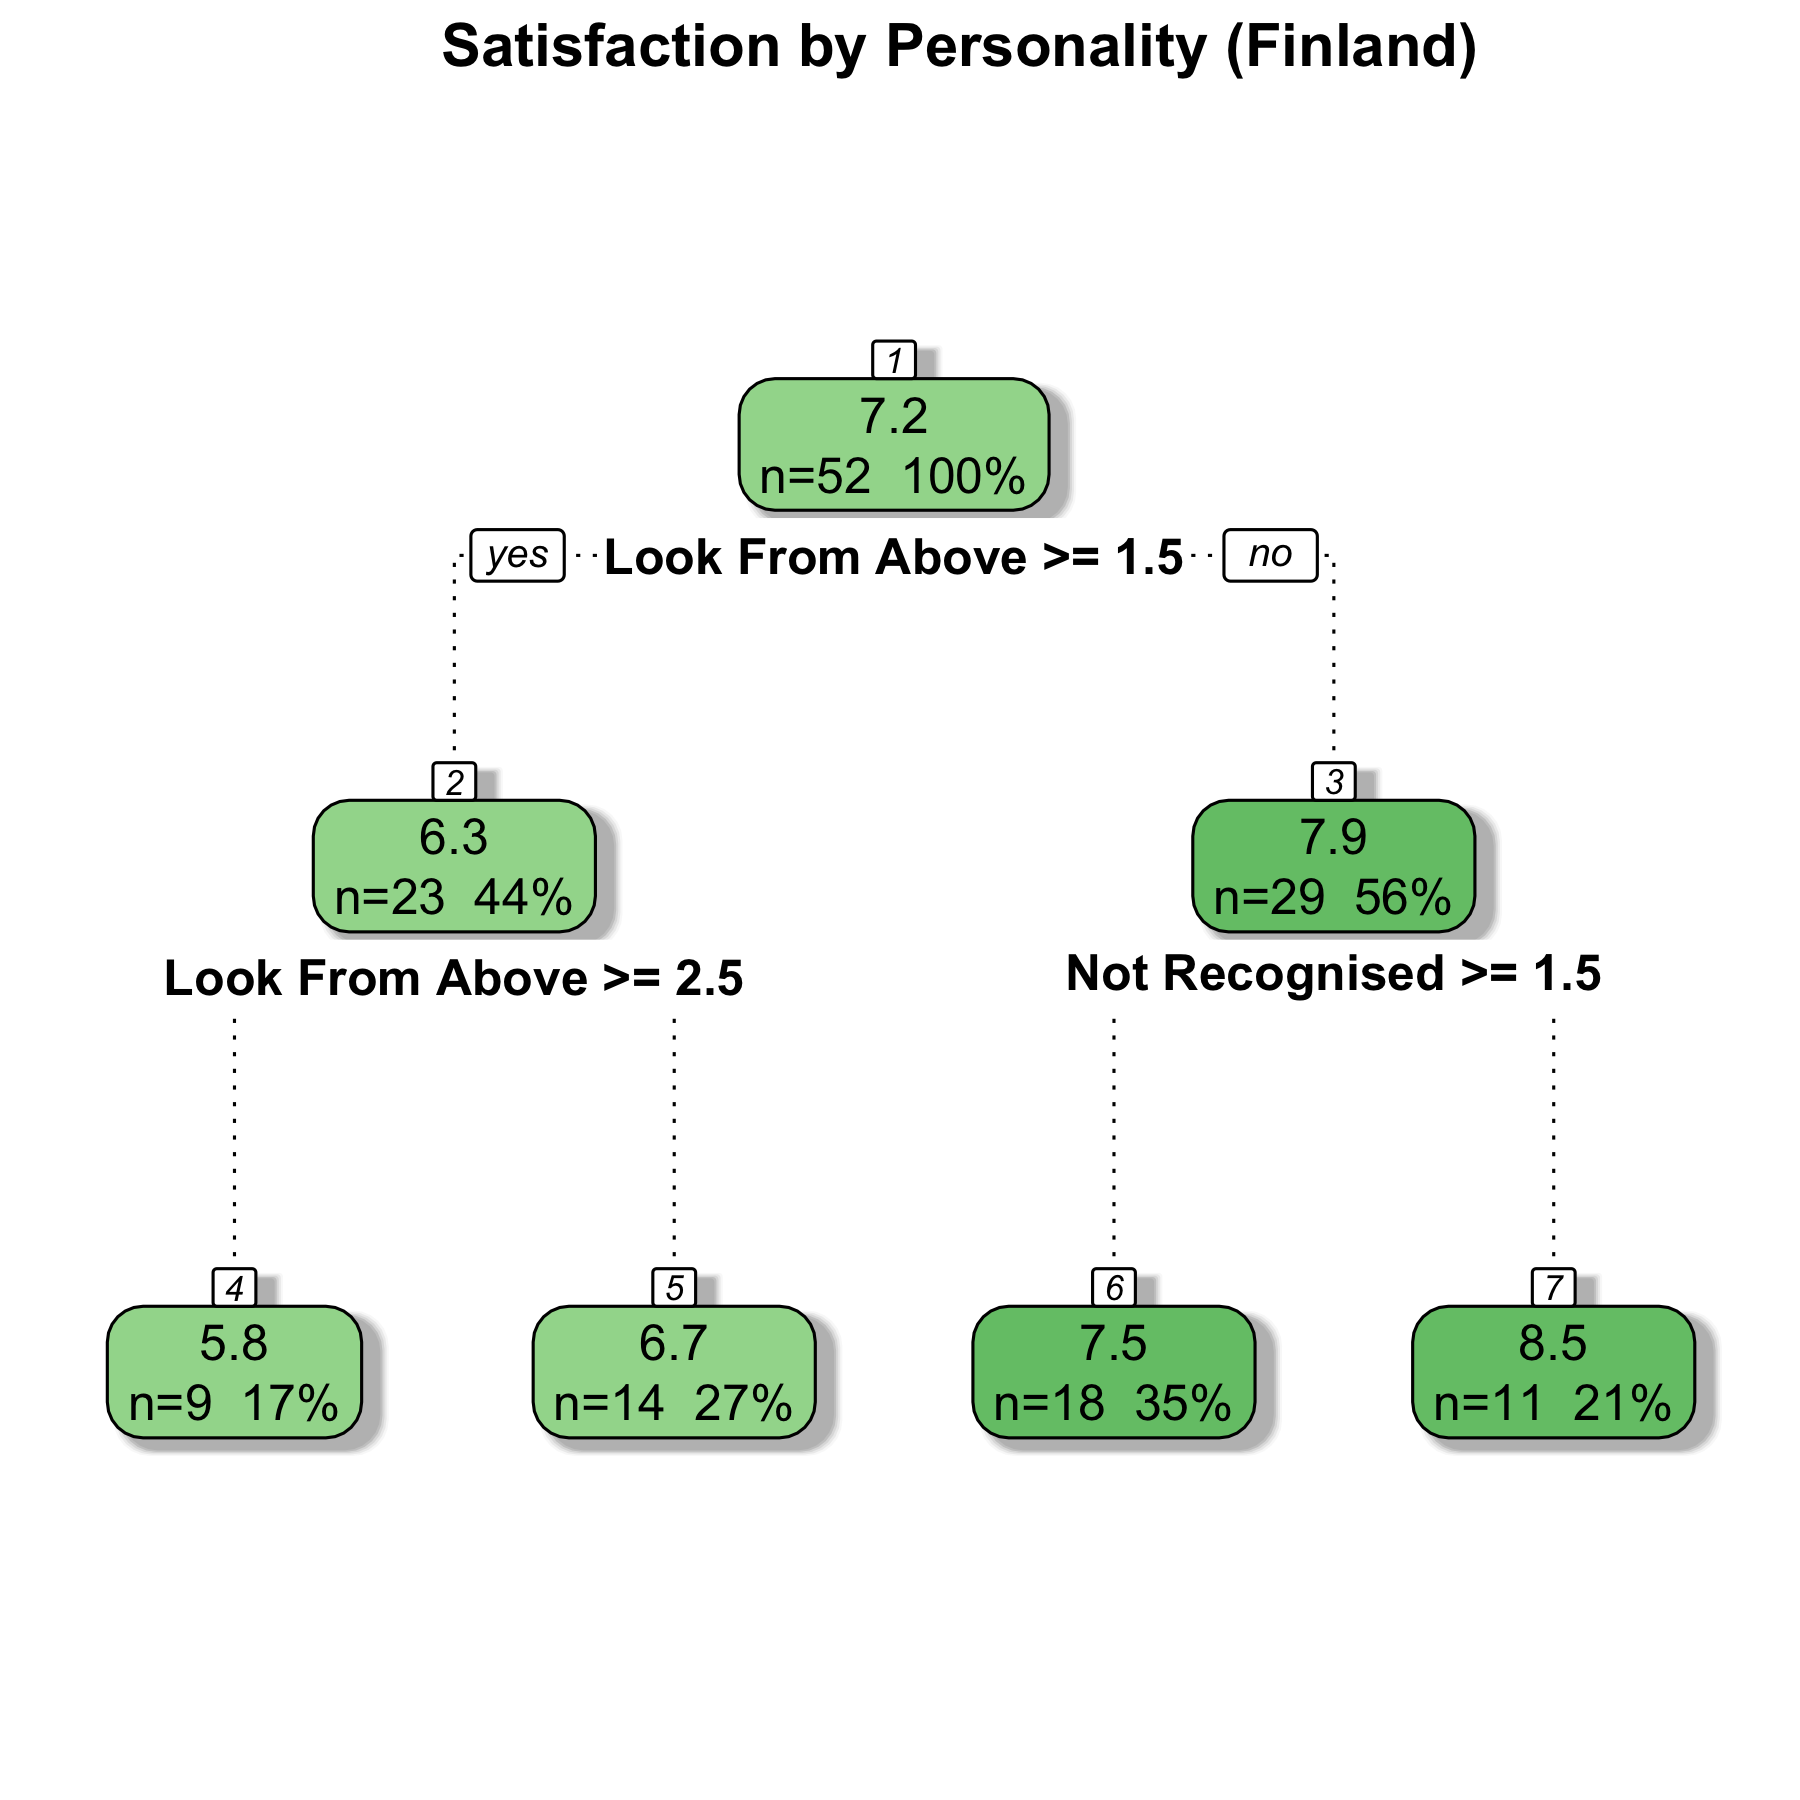 Satisfaction by Personality (Finland)
1
7.2
n=52 100%
yes Look From Above >= 1.5 no
2
6.3
n=23 44%
3
7.9
n=29 56%
Look From Above >= 2.5
Not Recognised >= 1.5
4
5.8
n=9 17%
5
6.7
n=14 27%
6
7.5
n=18 35%
7
8.5
n=11 21%